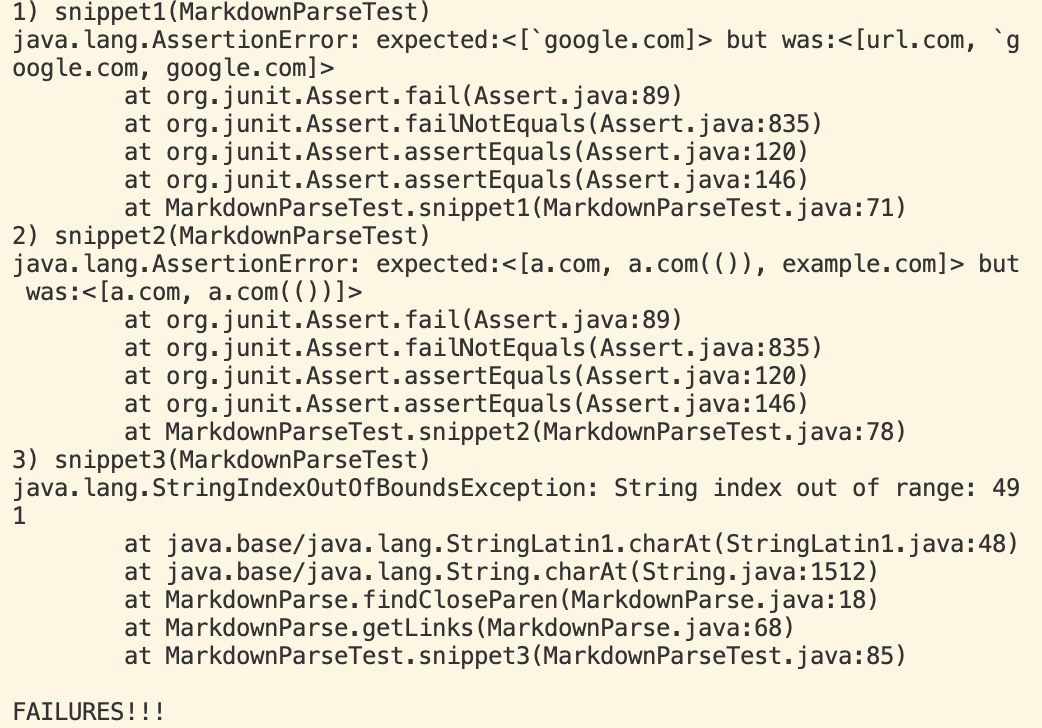 1) snippet1(MarkdownParseTest)
java.lang.AssertionError: expected:<[`google.com]> but was:<[url.com, `g
oogle.com, google.com]>
        at org.junit.Assert.fail(Assert.java:89)
        at org.junit.Assert.failNotEquals(Assert.java:835)
        at org.junit.Assert.assertEquals(Assert.java:120)
        at org.junit.Assert.assertEquals(Assert.java:146)
        at MarkdownParseTest.snippet1(MarkdownParseTest.java:71)
2) snippet2(MarkdownParseTest)
java.lang.AssertionError: expected:<[a.com, a.com(()), example.com]> but
 was:<[a.com, a.com(())]>
        at org.junit.Assert.fail(Assert.java:89)
        at org.junit.Assert.failNotEquals(Assert.java:835)
        at org.junit.Assert.assertEquals(Assert.java:120)
        at org.junit.Assert.assertEquals(Assert.java:146)
        at MarkdownParseTest.snippet2(MarkdownParseTest.java:78)
3) snippet3(MarkdownParseTest)
java.lang.StringIndexOutOfBoundsException: String index out of range: 49
1
        at java.base/java.lang.StringLatin1.charAt(StringLatin1.java:48)
        at java.base/java.lang.String.charAt(String.java:1512)
        at MarkdownParse.findCloseParen(MarkdownParse.java:18)
        at MarkdownParse.getLinks(MarkdownParse.java:68)
        at MarkdownParseTest.snippet3(MarkdownParseTest.java:85)

FAILURES!!!